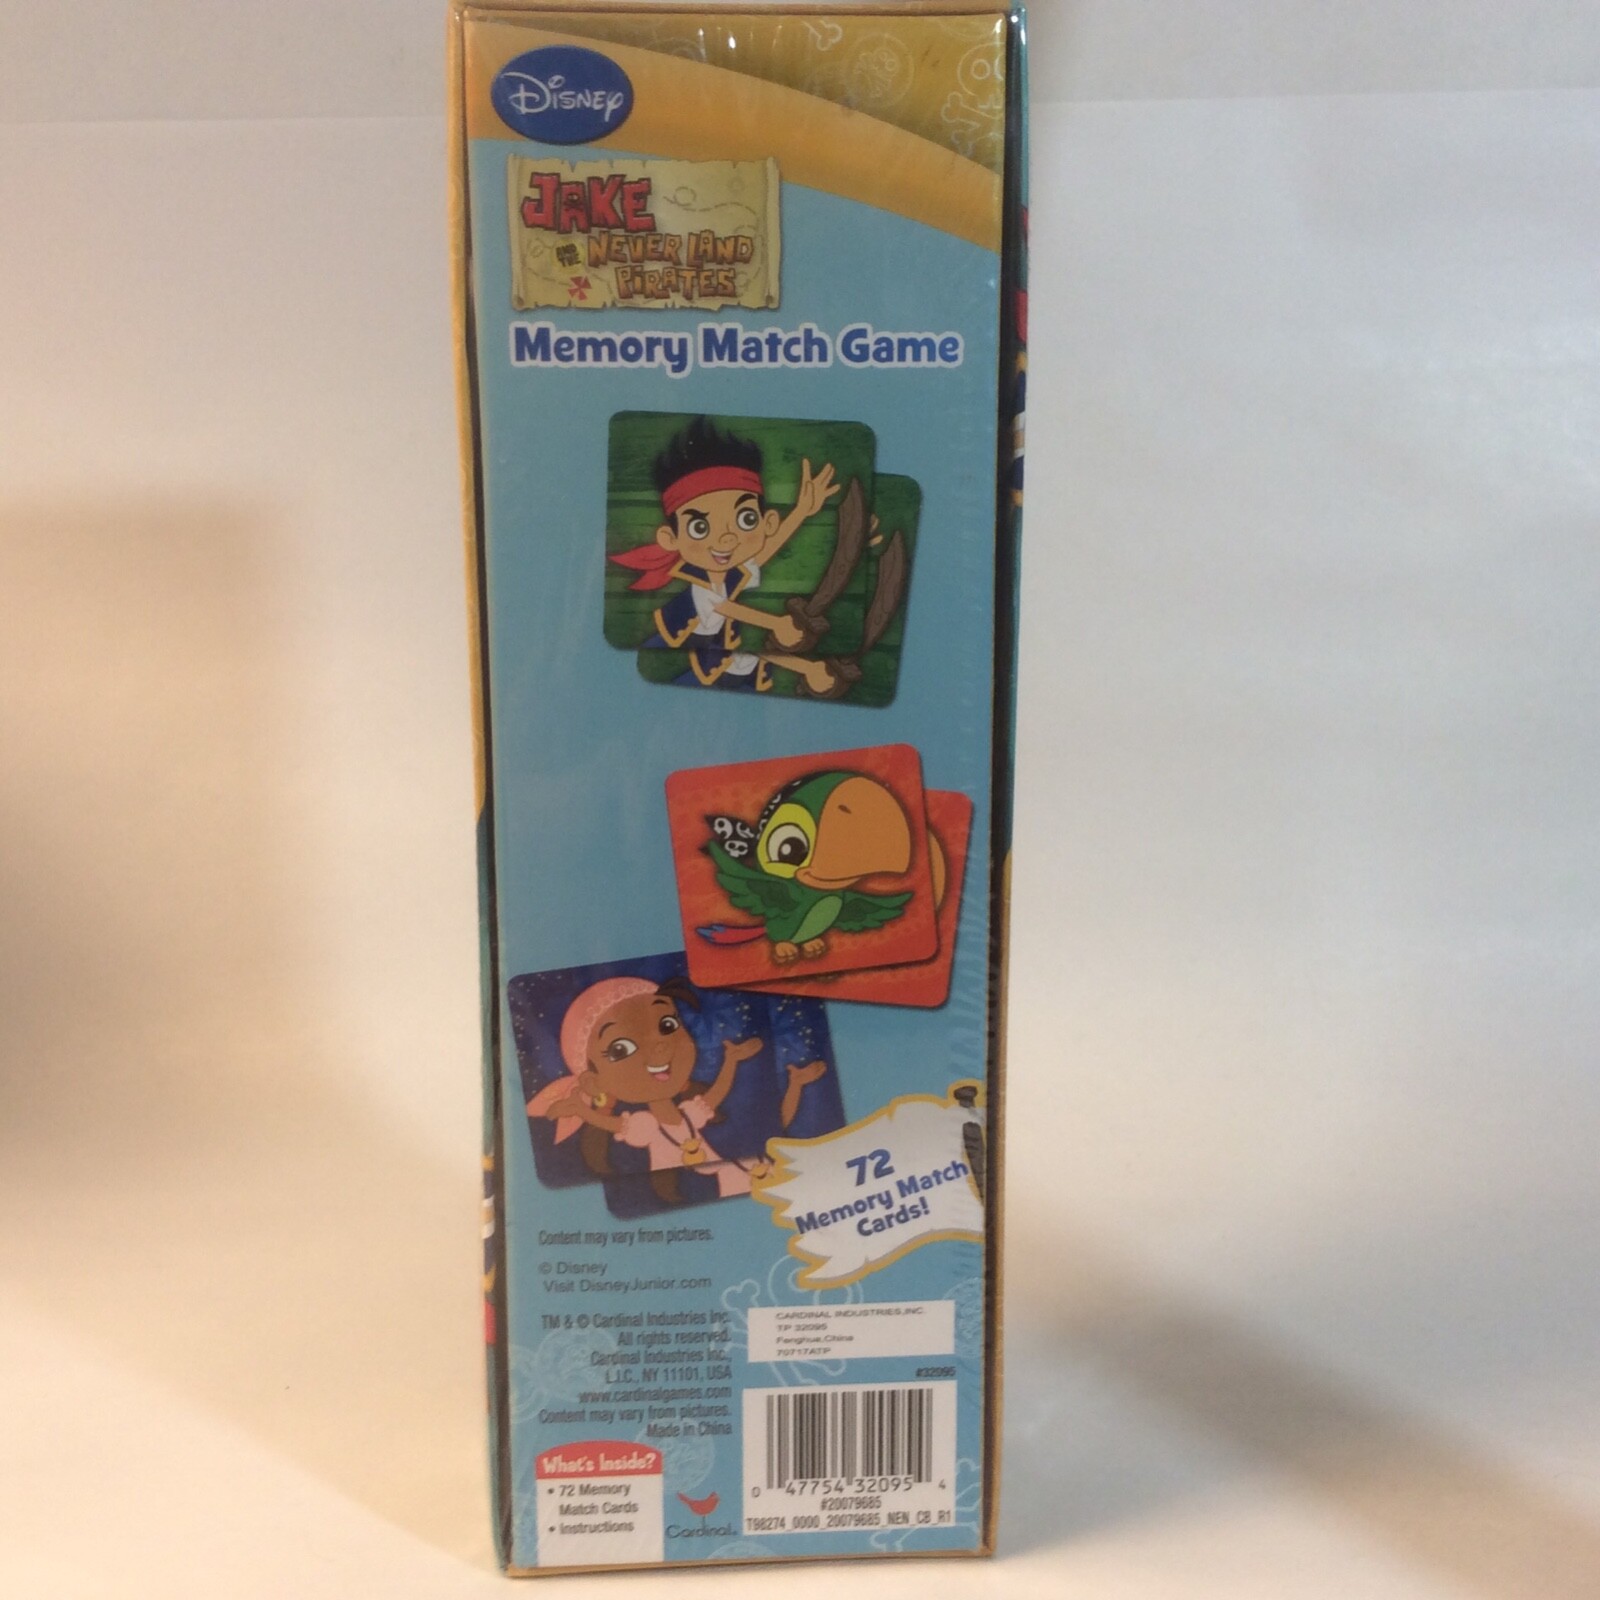 Disney
JAKE
AND THE NEVER LAND
PIRATES
Memory Match Game
72
Memory Match
Cards!
Content may vary from pictures.
© Disney
Visit DisneyJunior.com
TM & © Cardinal Industries Inc.
All rights reserved.
Cardinal Industries Inc.,
L.I.C., NY 11101, USA
www.cardinalgames.com
Content may vary from pictures.
Made in China
CARDINAL INDUSTRIES,INC.
TP 32095
Fenghua,China
70717ATP
#32095
0 47754 32095 4
#20079685
T98274_0000_20079685_NEN_CB_R1
What's Inside?
• 72 Memory
Match Cards
• Instructions
Cardinal